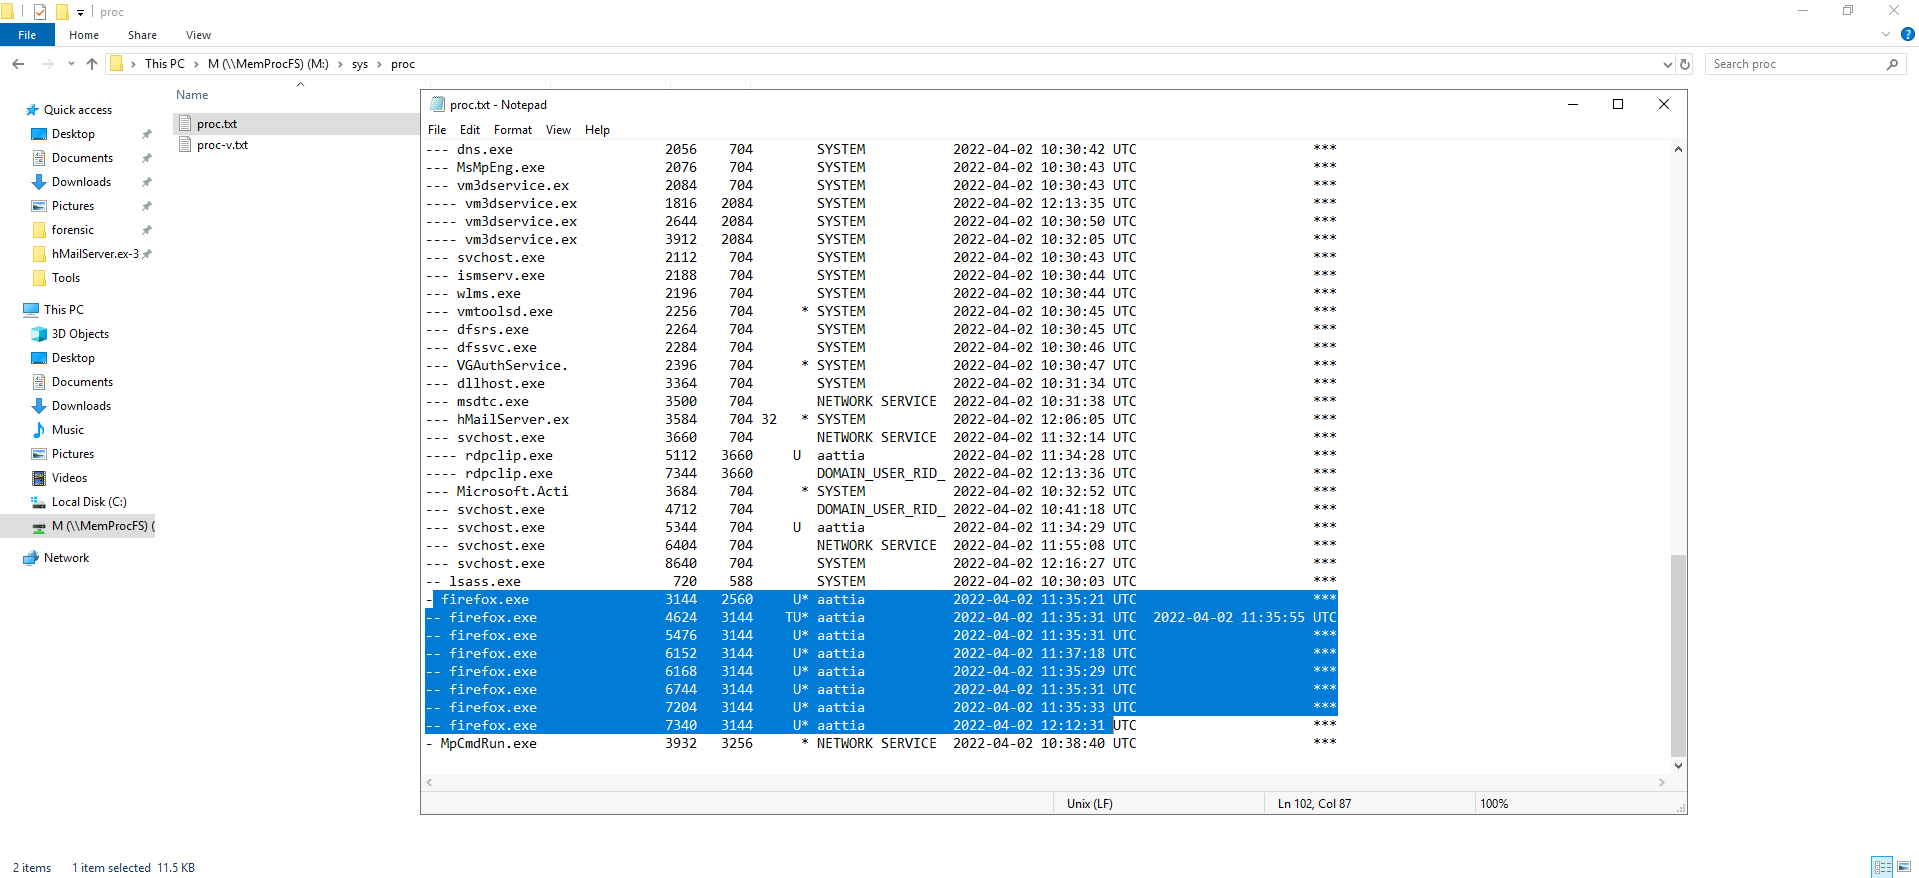 proc
File Home Share View
This PC > M (\\MemProcFS) (M:) > sys > proc
Search proc
Name
proc.txt
proc-v.txt
Quick access
Desktop
Documents
Downloads
Pictures
forensic
hMailServer.ex-3
Tools
This PC
3D Objects
Desktop
Documents
Downloads
Music
Pictures
Videos
Local Disk (C:)
M (\\MemProcFS) (
Network
proc.txt - Notepad
File Edit Format View Help
--- dns.exe 2056 704 SYSTEM 2022-04-02 10:30:42 UTC ***
--- MsMpEng.exe 2076 704 SYSTEM 2022-04-02 10:30:43 UTC ***
--- vm3dservice.ex 2084 704 SYSTEM 2022-04-02 10:30:43 UTC ***
---- vm3dservice.ex 1816 2084 SYSTEM 2022-04-02 12:13:35 UTC ***
---- vm3dservice.ex 2644 2084 SYSTEM 2022-04-02 10:30:50 UTC ***
---- vm3dservice.ex 3912 2084 SYSTEM 2022-04-02 10:32:05 UTC ***
--- svchost.exe 2112 704 SYSTEM 2022-04-02 10:30:43 UTC ***
--- ismserv.exe 2188 704 SYSTEM 2022-04-02 10:30:44 UTC ***
--- wlms.exe 2196 704 SYSTEM 2022-04-02 10:30:44 UTC ***
--- vmtoolsd.exe 2256 704 * SYSTEM 2022-04-02 10:30:45 UTC ***
--- dfsrs.exe 2264 704 SYSTEM 2022-04-02 10:30:45 UTC ***
--- dfssvc.exe 2284 704 SYSTEM 2022-04-02 10:30:46 UTC ***
--- VGAuthService. 2396 704 * SYSTEM 2022-04-02 10:30:47 UTC ***
--- dllhost.exe 3364 704 SYSTEM 2022-04-02 10:31:34 UTC ***
--- msdtc.exe 3500 704 NETWORK SERVICE 2022-04-02 10:31:38 UTC ***
--- hMailServer.ex 3584 704 32 * SYSTEM 2022-04-02 12:06:05 UTC ***
--- svchost.exe 3660 704 NETWORK SERVICE 2022-04-02 11:32:14 UTC ***
---- rdpclip.exe 5112 3660 U aattia 2022-04-02 11:34:28 UTC ***
---- rdpclip.exe 7344 3660 DOMAIN_USER_RID_ 2022-04-02 12:13:36 UTC ***
--- Microsoft.Acti 3684 704 * SYSTEM 2022-04-02 10:32:52 UTC ***
--- svchost.exe 4712 704 DOMAIN_USER_RID_ 2022-04-02 10:41:18 UTC ***
--- svchost.exe 5344 704 U aattia 2022-04-02 11:34:29 UTC ***
--- svchost.exe 6404 704 NETWORK SERVICE 2022-04-02 11:55:08 UTC ***
--- svchost.exe 8640 704 SYSTEM 2022-04-02 12:16:27 UTC ***
-- lsass.exe 720 588 SYSTEM 2022-04-02 10:30:03 UTC ***
- firefox.exe 3144 2560 U* aattia 2022-04-02 11:35:21 UTC ***
-- firefox.exe 4624 3144 TU* aattia 2022-04-02 11:35:31 UTC 2022-04-02 11:35:55 UTC
-- firefox.exe 5476 3144 U* aattia 2022-04-02 11:35:31 UTC ***
-- firefox.exe 6152 3144 U* aattia 2022-04-02 11:37:18 UTC ***
-- firefox.exe 6168 3144 U* aattia 2022-04-02 11:35:29 UTC ***
-- firefox.exe 6744 3144 U* aattia 2022-04-02 11:35:31 UTC ***
-- firefox.exe 7204 3144 U* aattia 2022-04-02 11:35:33 UTC ***
-- firefox.exe 7340 3144 U* aattia 2022-04-02 12:12:31 UTC ***
- MpCmdRun.exe 3932 3256 * NETWORK SERVICE 2022-04-02 10:38:40 UTC ***
Unix (LF) Ln 102, Col 87 100%
2 items 1 item selected 11.5 KB